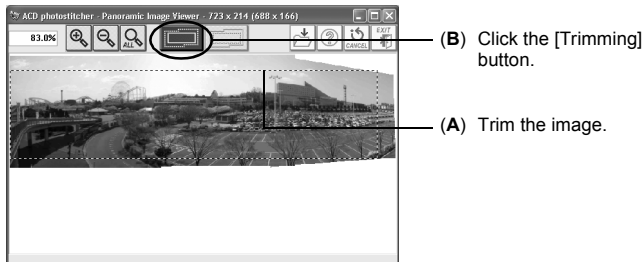 ACD photostitcher - Panoramic Image Viewer - 723 x 214 (688 x 166)
83.0%
ALL
CANCEL
EXIT
(B) Click the [Trimming]
button.
(A) Trim the image.